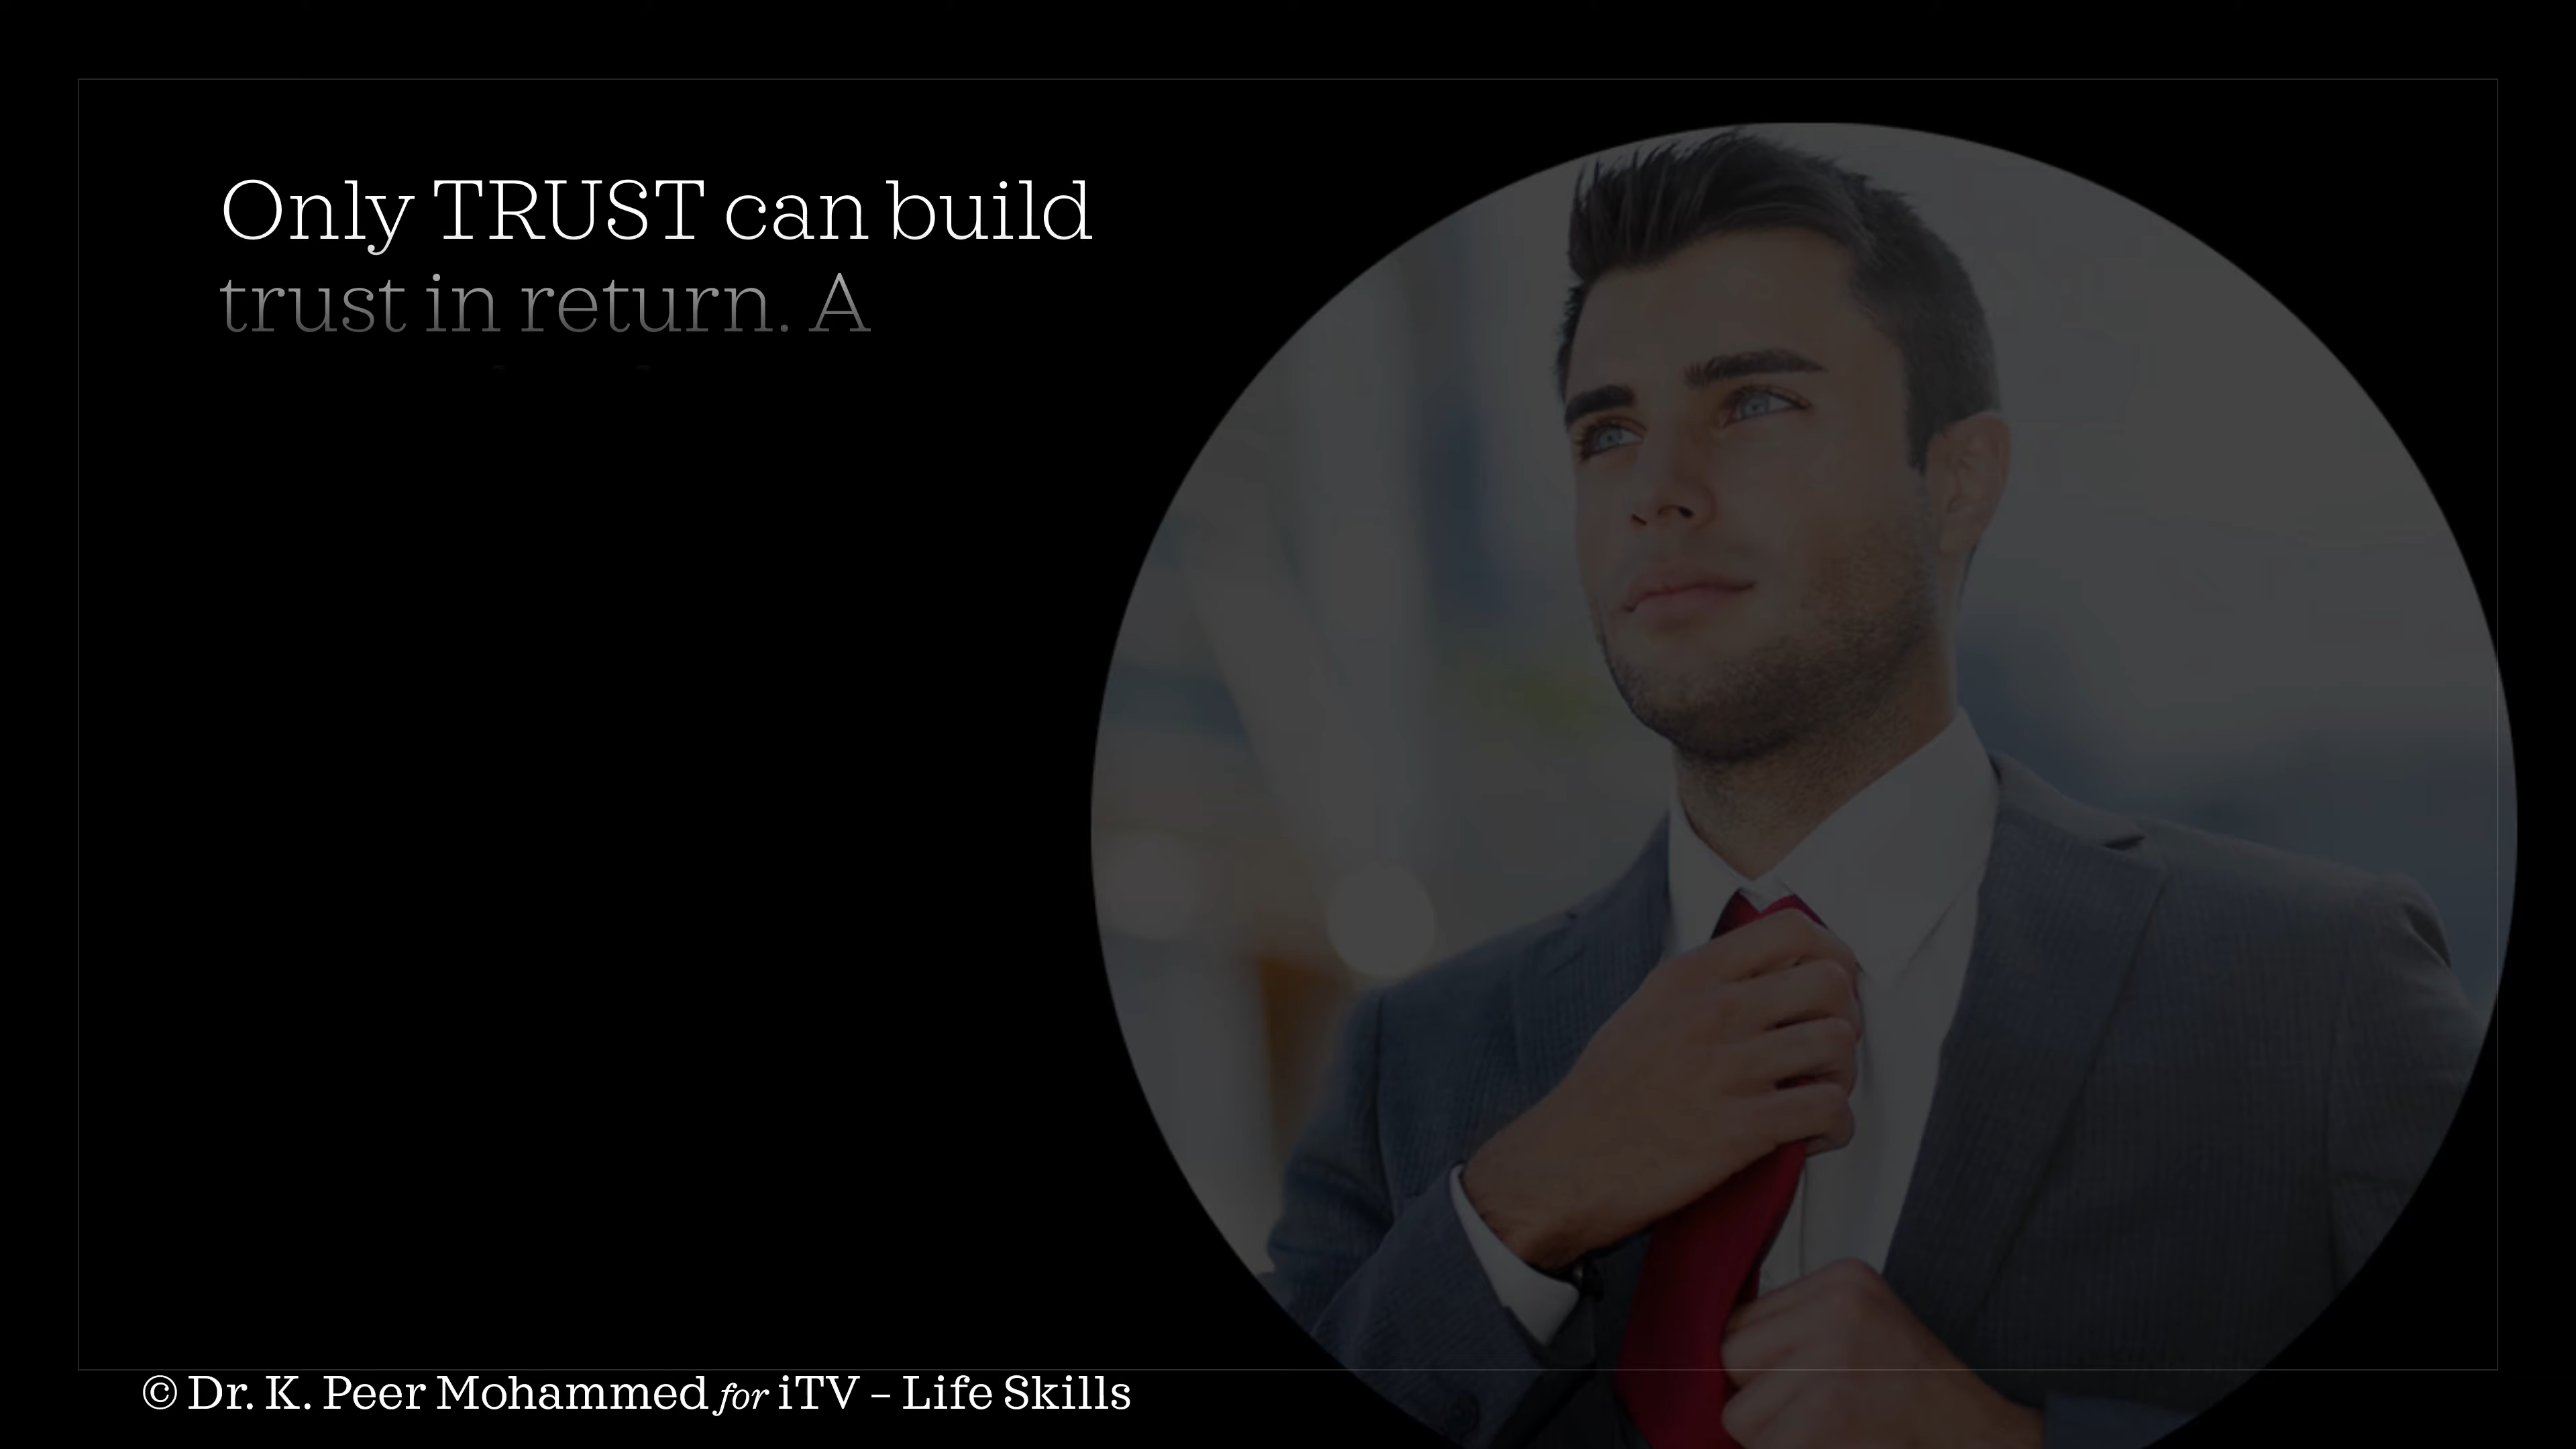 Only TRUST can build
trust in return. A
© Dr. K. Peer Mohammed for iTV – Life Skills